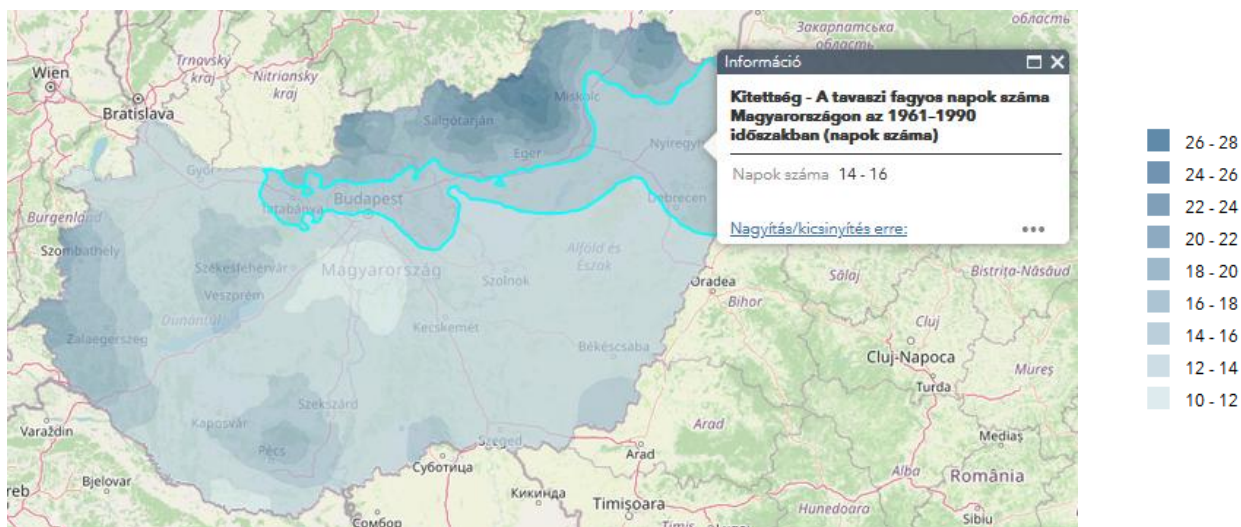 Wien
Bratislava
Trnavský
kraj
Nitriansky
kraj
Закарпатська
область
область
Információ
Kitettség - A tavaszi fagyos napok száma
Magyarországon az 1961–1990
időszakban (napok száma)
Napok száma 14 - 16
Nagyítás/kicsinyítés erre:
Miskolc
Salgótarján
Eger
Győr
Tatabánya
Budapest
Debrecen
Burgenland
Szombathely
Székesfehérvár
Veszprém
Magyarország
Dunántúl
Alföld és
Észak
Szolnok
Zalaegerszeg
Kecskemét
Békéscsaba
Szekszárd
Kaposvár
Pécs
Szeged
Oradea
Bihor
Sălaj
Bistrița-Năsăud
Cluj
Cluj-Napoca
Turda
Mureș
Arad
Arad
Mediaș
Alba
România
Sibiu
Hunedoara
Timișoara
Timiș
Varaždin
Bjelovar
reb
Суботица
Кикинда
Сомбор
26 - 28
24 - 26
22 - 24
20 - 22
18 - 20
16 - 18
14 - 16
12 - 14
10 - 12